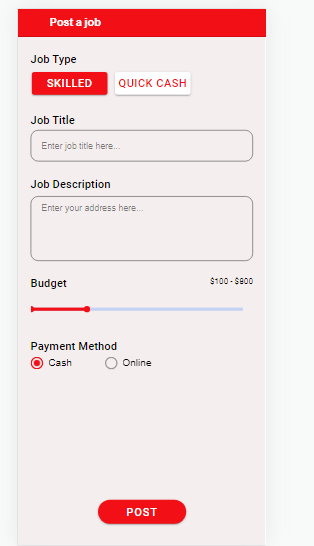 Post a job
Job Type
SKILLED QUICK CASH
Job Title
Enter job title here...
Job Description
Enter your address here...
Budget $100 - $800
Payment Method
Cash Online
POST